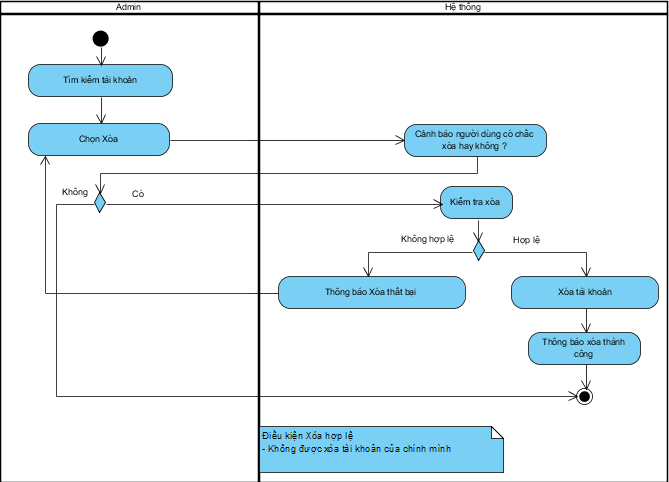 Admin
Hệ thống
Tìm kiếm tài khoản
Chọn Xóa
Cảnh báo người dùng có chắc
xóa hay không ?
Không
Có
Kiểm tra xóa
Không hợp lệ
Hợp lệ
Thông báo Xóa thất bại
Xóa tài khoản
Thông báo xóa thành
công
Điều kiện Xóa hợp lệ
- Không được xóa tài khoản của chính mình